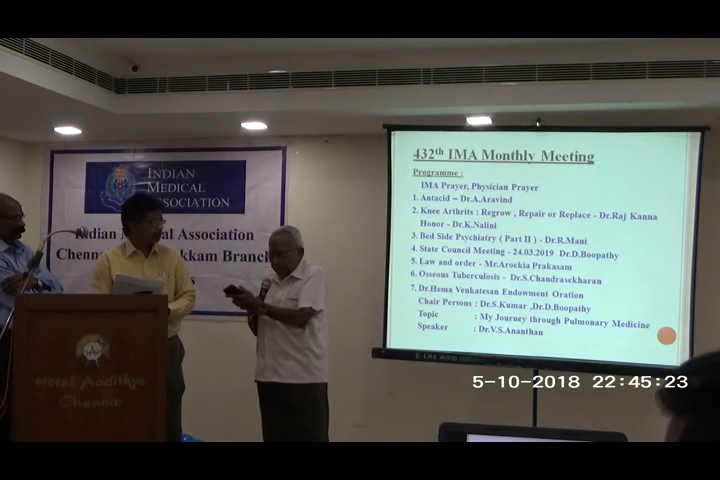 INDIAN
MEDICAL
ASSOCIATION
Indian Medical Association
Chenn kkam Branch
Hotel Aadithya
Chennai
432th IMA Monthly Meeting
Programme :
IMA Prayer, Physician Prayer
1. Antacid – Dr.A.Aravind
2. Knee Arthrits : Regrow , Repair or Replace - Dr.Raj Kanna
Honor - Dr.K.Nalini
3. Bed Side Psychiatry ( Part II ) - Dr.R.Mani
4. State Council Meeting - 24.03.2019 Dr.D.Boopathy
5. Law and order - Mr.Arockia Prakasam
6. Osseous Tuberculosis - Dr.S.Chandrasekharan
7. Dr.Hema Venkatesan Endowment Oration
Chair Persons : Dr.S.Kumar ,Dr.D.Boopathy
Topic : My Journey through Pulmonary Medicine
Speaker : Dr.V.S.Ananthan
5-10-2018 22:45:23